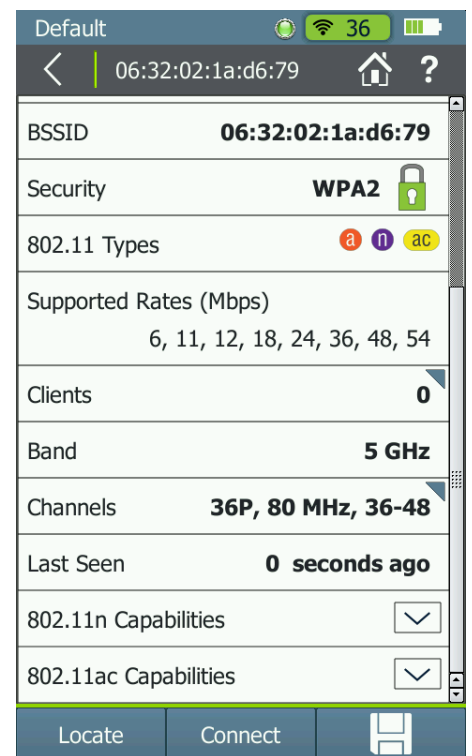 Default 36
06:32:02:1a:d6:79 ?
BSSID 06:32:02:1a:d6:79
Security WPA2
802.11 Types a n ac
Supported Rates (Mbps)
6, 11, 12, 18, 24, 36, 48, 54
Clients 0
Band 5 GHz
Channels 36P, 80 MHz, 36-48
Last Seen 0 seconds ago
802.11n Capabilities
802.11ac Capabilities
Locate Connect